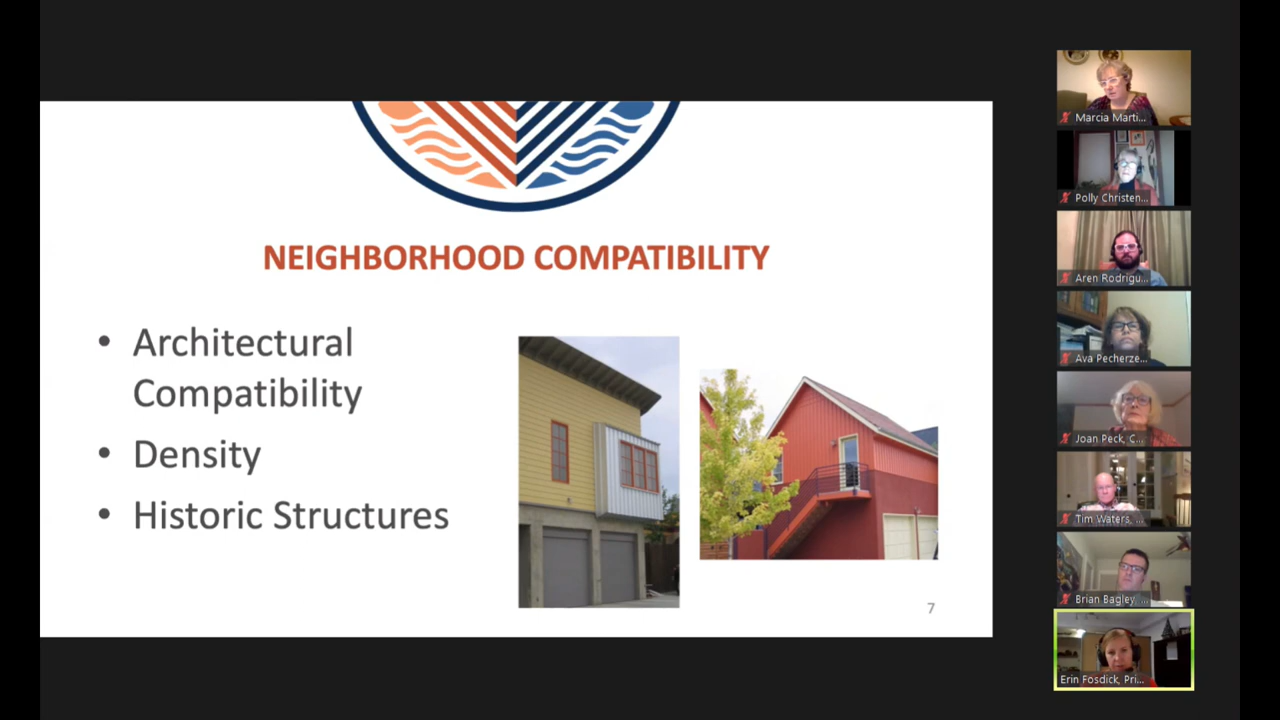 NEIGHBORHOOD COMPATIBILITY
• Architectural
Compatibility
• Density
• Historic Structures
7
Marcia Marti...
Polly Christen...
Aren Rodrigu...
Ava Pecherze...
Joan Peck, C...
Tim Waters, ...
Brian Bagley, ...
Erin Fosdick, Pri...